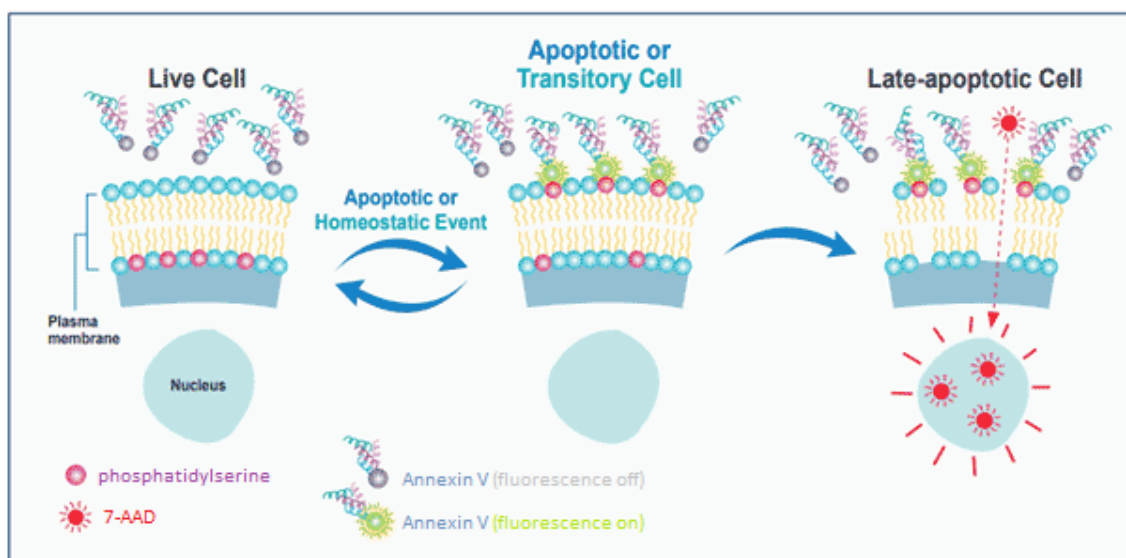 Live Cell
Apoptotic or
Transitory Cell
Late-apoptotic Cell
Apoptotic or
Homeostatic Event
Plasma
membrane
Nucleus
phosphatidylserine
7-AAD
Annexin V (fluorescence off)
Annexin V (fluorescence on)